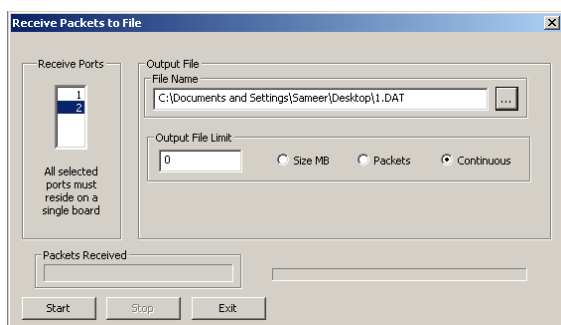 Receive Packets to File
Receive Ports
1
2
All selected
ports must
reside on a
single board
Output File
File Name
C:\Documents and Settings\Sameer\Desktop\1.DAT
...
Output File Limit
0
Size MB
Packets
Continuous
Packets Received
Start
Stop
Exit